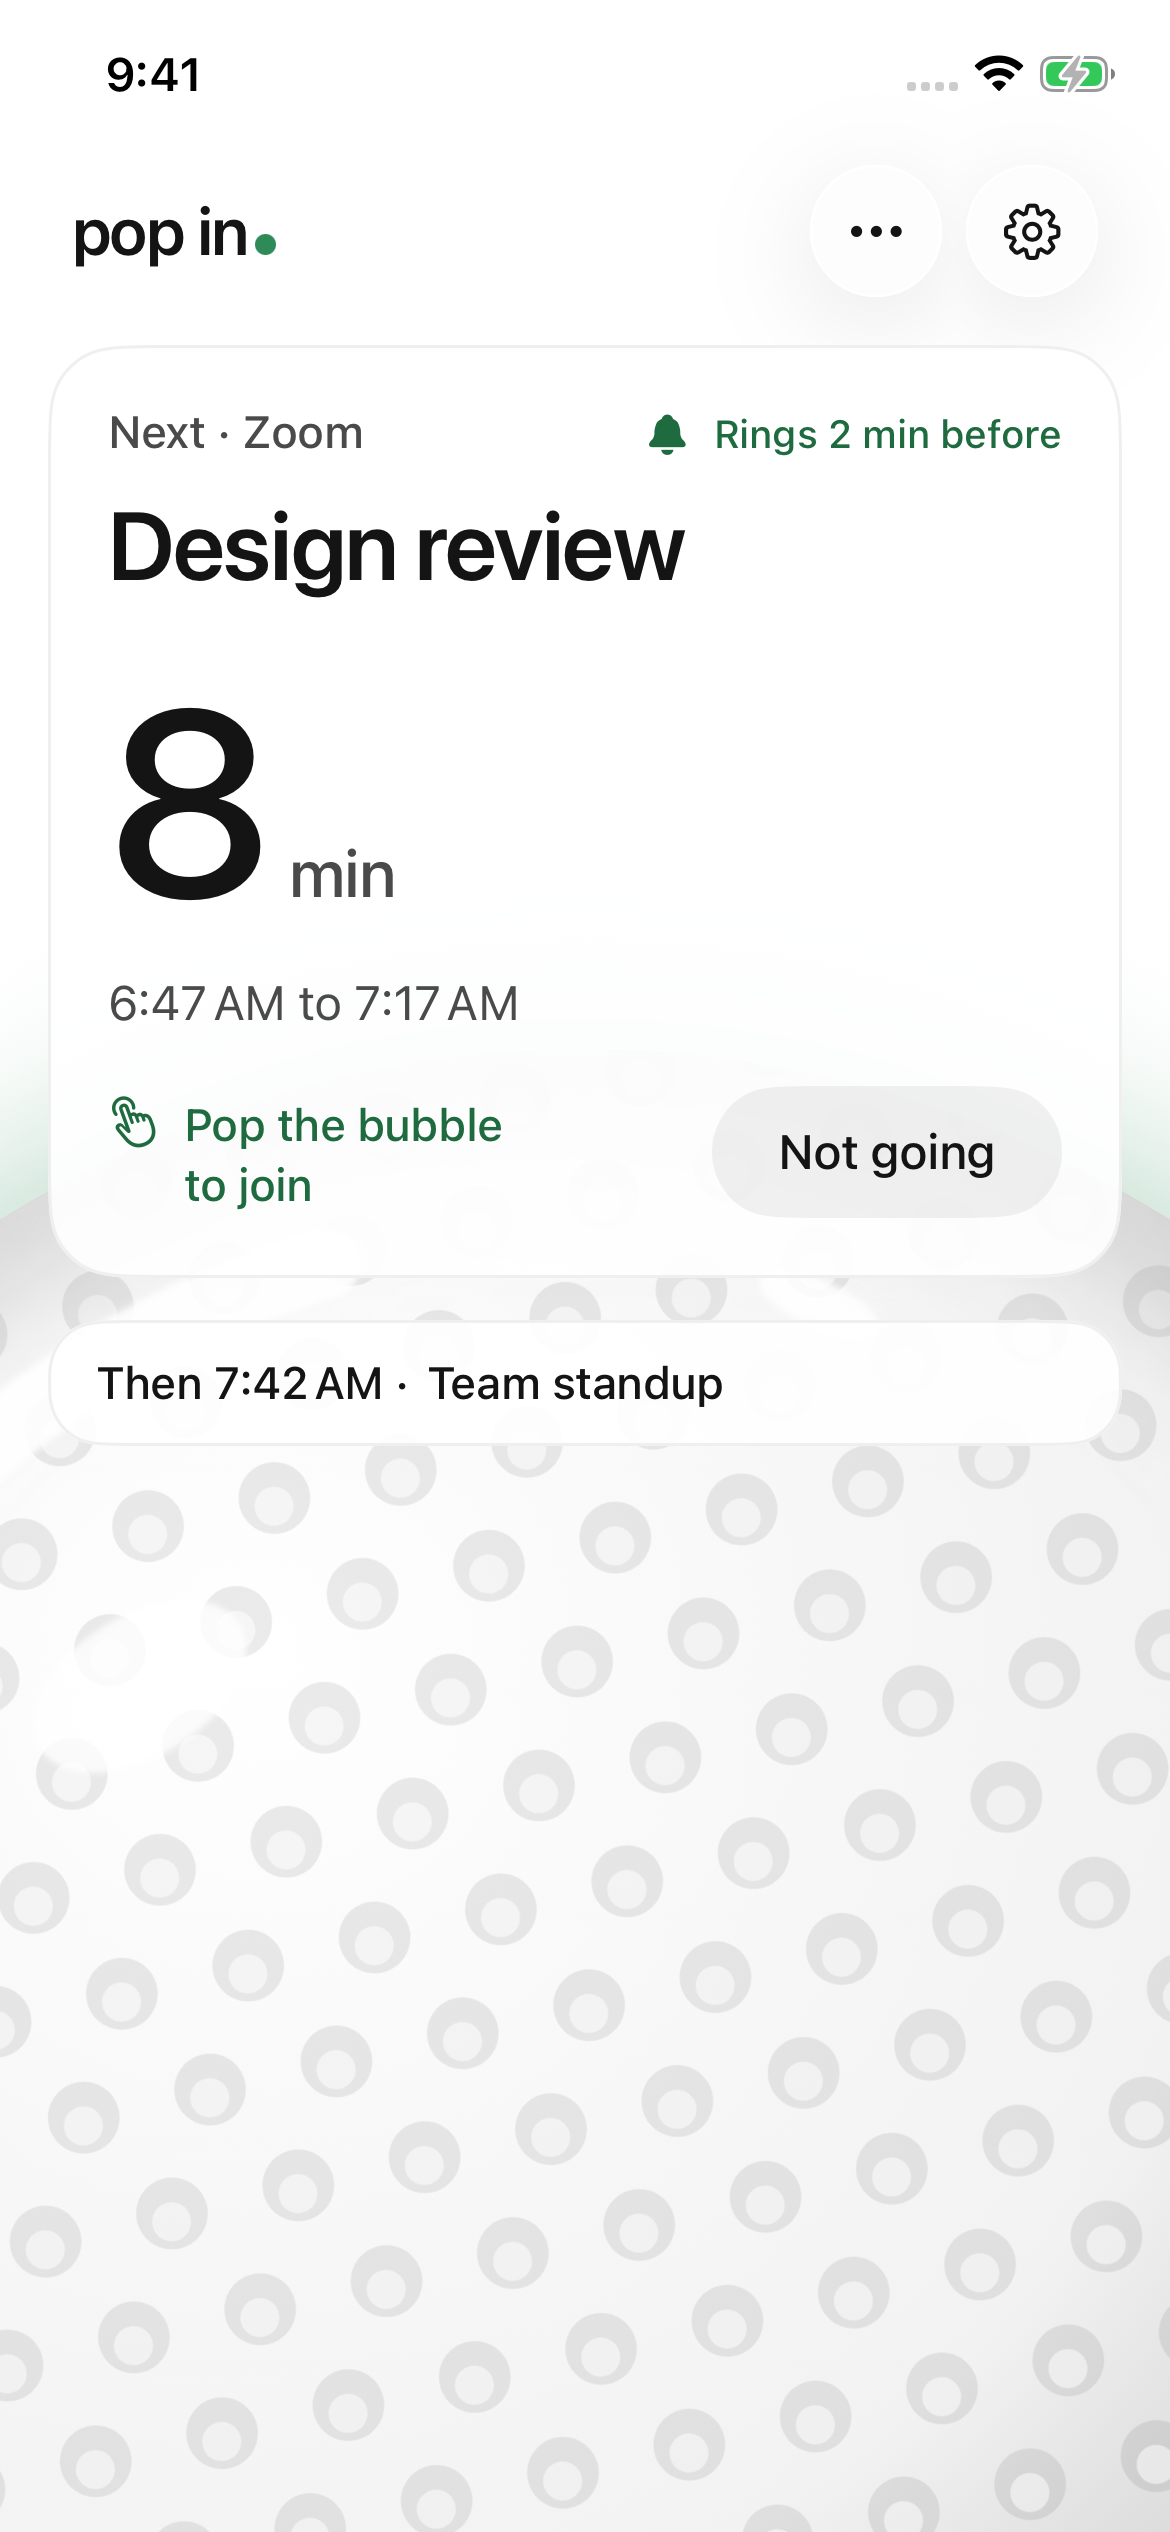 9:41
pop in.
Next · Zoom
Rings 2 min before
Design review
8 min
6:47 AM to 7:17 AM
Pop the bubble
to join
Not going
Then 7:42 AM · Team standup